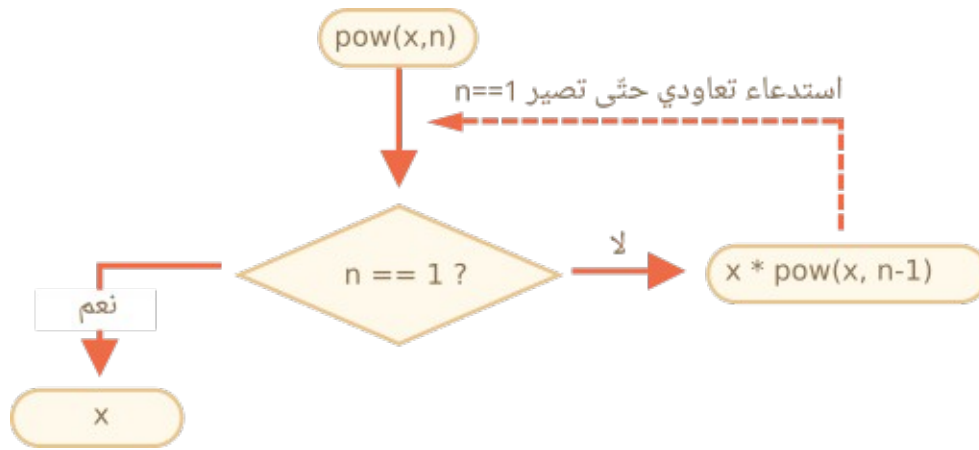 pow(x,n)
استدعاء تعاودي حتّى تصير n==1
لا
n == 1 ?
x * pow(x, n-1)
نعم
x